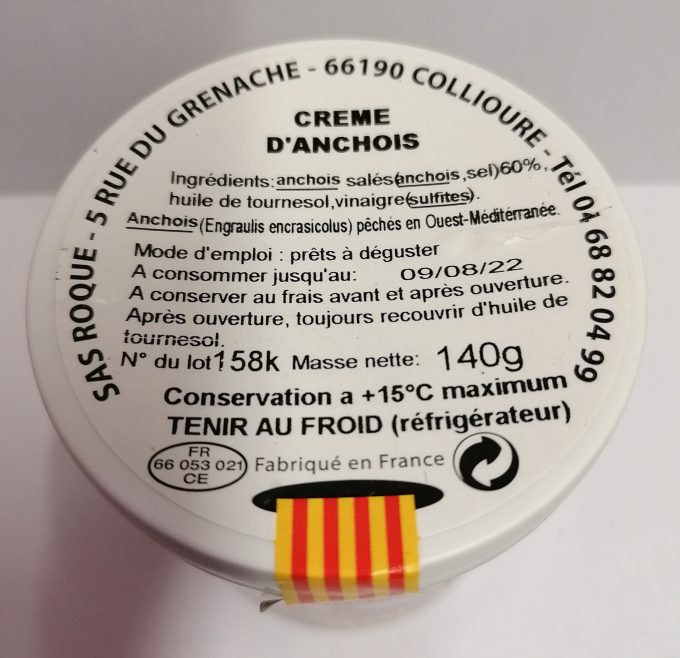 SAS ROQUE - 5 RUE DU GRENACHE - 66190 COLLIOURE - Tél 04 68 82 04 99
CREME
D'ANCHOIS
Ingrédients: anchois salés(anchois, sel)60%,
huile de tournesol, vinaigre(sulfites).
Anchois (Engraulis encrasicolus) pêchés en Ouest-Méditérranée.
Mode d'emploi : prêts à déguster
A consommer jusqu'au: 09/08/22
A conserver au frais avant et après ouverture.
Après ouverture, toujours recouvrir d'huile de
tournesol.
N° du lot 158k Masse nette: 140g
Conservation a +15°C maximum
TENIR AU FROID (réfrigérateur)
FR
66 053 021
CE
Fabriqué en France